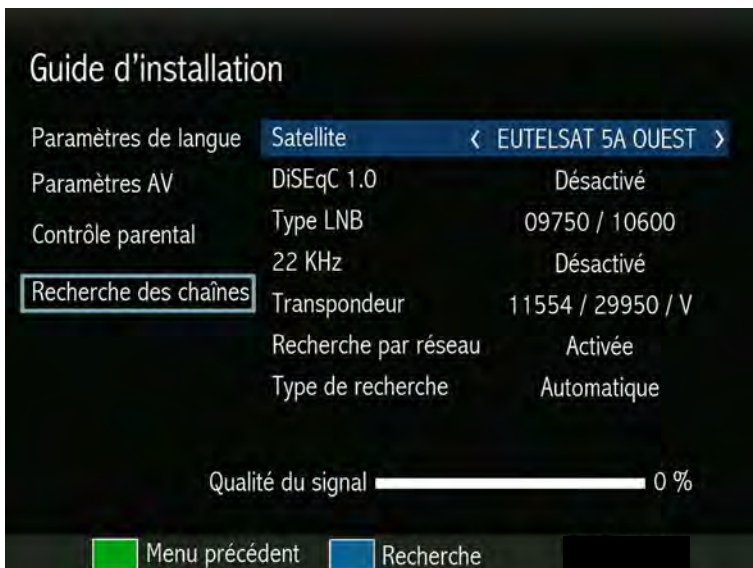 Guide d'installation
Paramètres de langue Satellite < EUTELSAT 5A OUEST >
Paramètres AV DiSEqC 1.0 Désactivé
Contrôle parental Type LNB 09750 / 10600
22 KHz Désactivé
Recherche des chaînes Transpondeur 11554 / 29950 / V
Recherche par réseau Activée
Type de recherche Automatique
Qualité du signal 0 %
Menu précédent Recherche